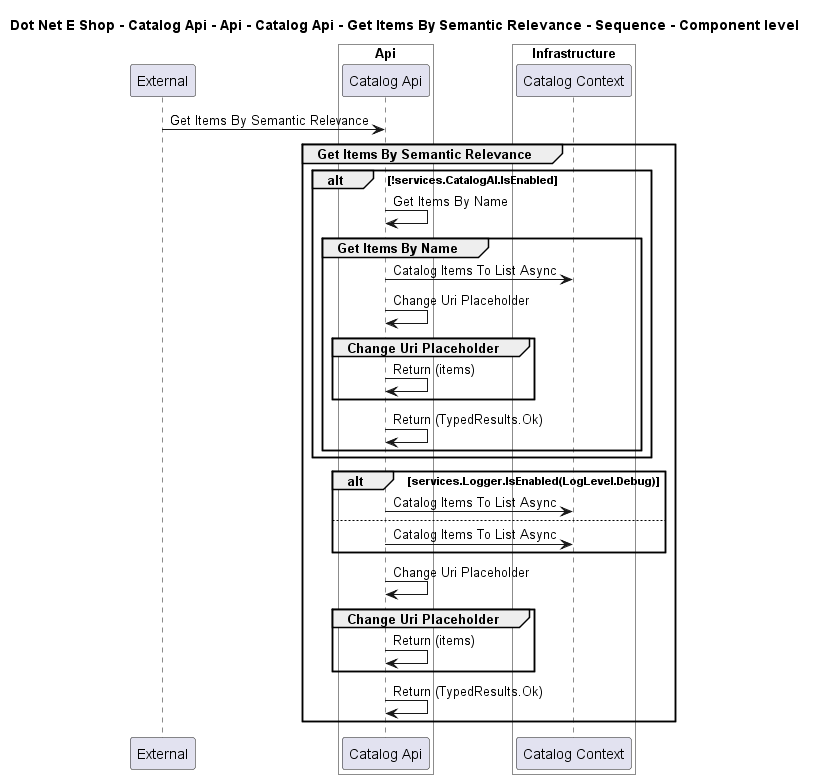 Dot Net E Shop - Catalog Api - Api - Catalog Api - Get Items By Semantic Relevance - Sequence - Component level
Api
Infrastructure
External
Catalog Api
Catalog Context
Get Items By Semantic Relevance
Get Items By Semantic Relevance
alt
[!services.CatalogAI.IsEnabled]
Get Items By Name
Get Items By Name
Catalog Items To List Async
Change Uri Placeholder
Change Uri Placeholder
Return (items)
Return (TypedResults.Ok)
alt
[services.Logger.IsEnabled(LogLevel.Debug)]
Catalog Items To List Async
Catalog Items To List Async
Change Uri Placeholder
Change Uri Placeholder
Return (items)
Return (TypedResults.Ok)
External
Catalog Api
Catalog Context